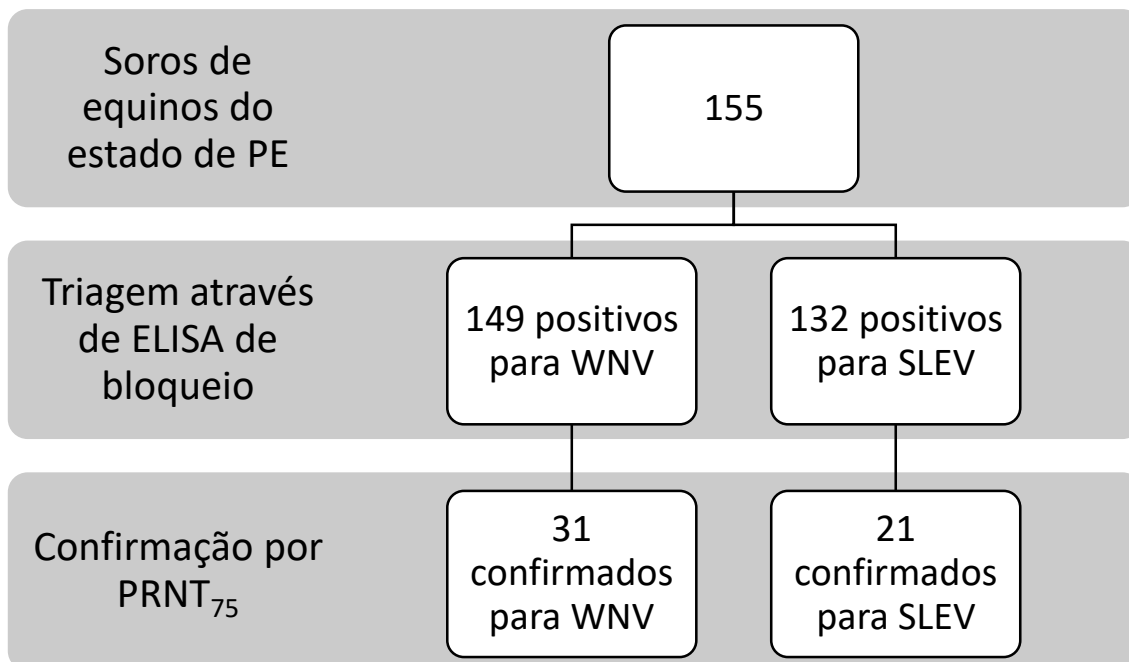 Soros de
equinos do
estado de PE
155
Triagem através
de ELISA de
bloqueio
149 positivos
para WNV
132 positivos
para SLEV
Confirmação por
PRNT₇₅
31
confirmados
para WNV
21
confirmados
para SLEV